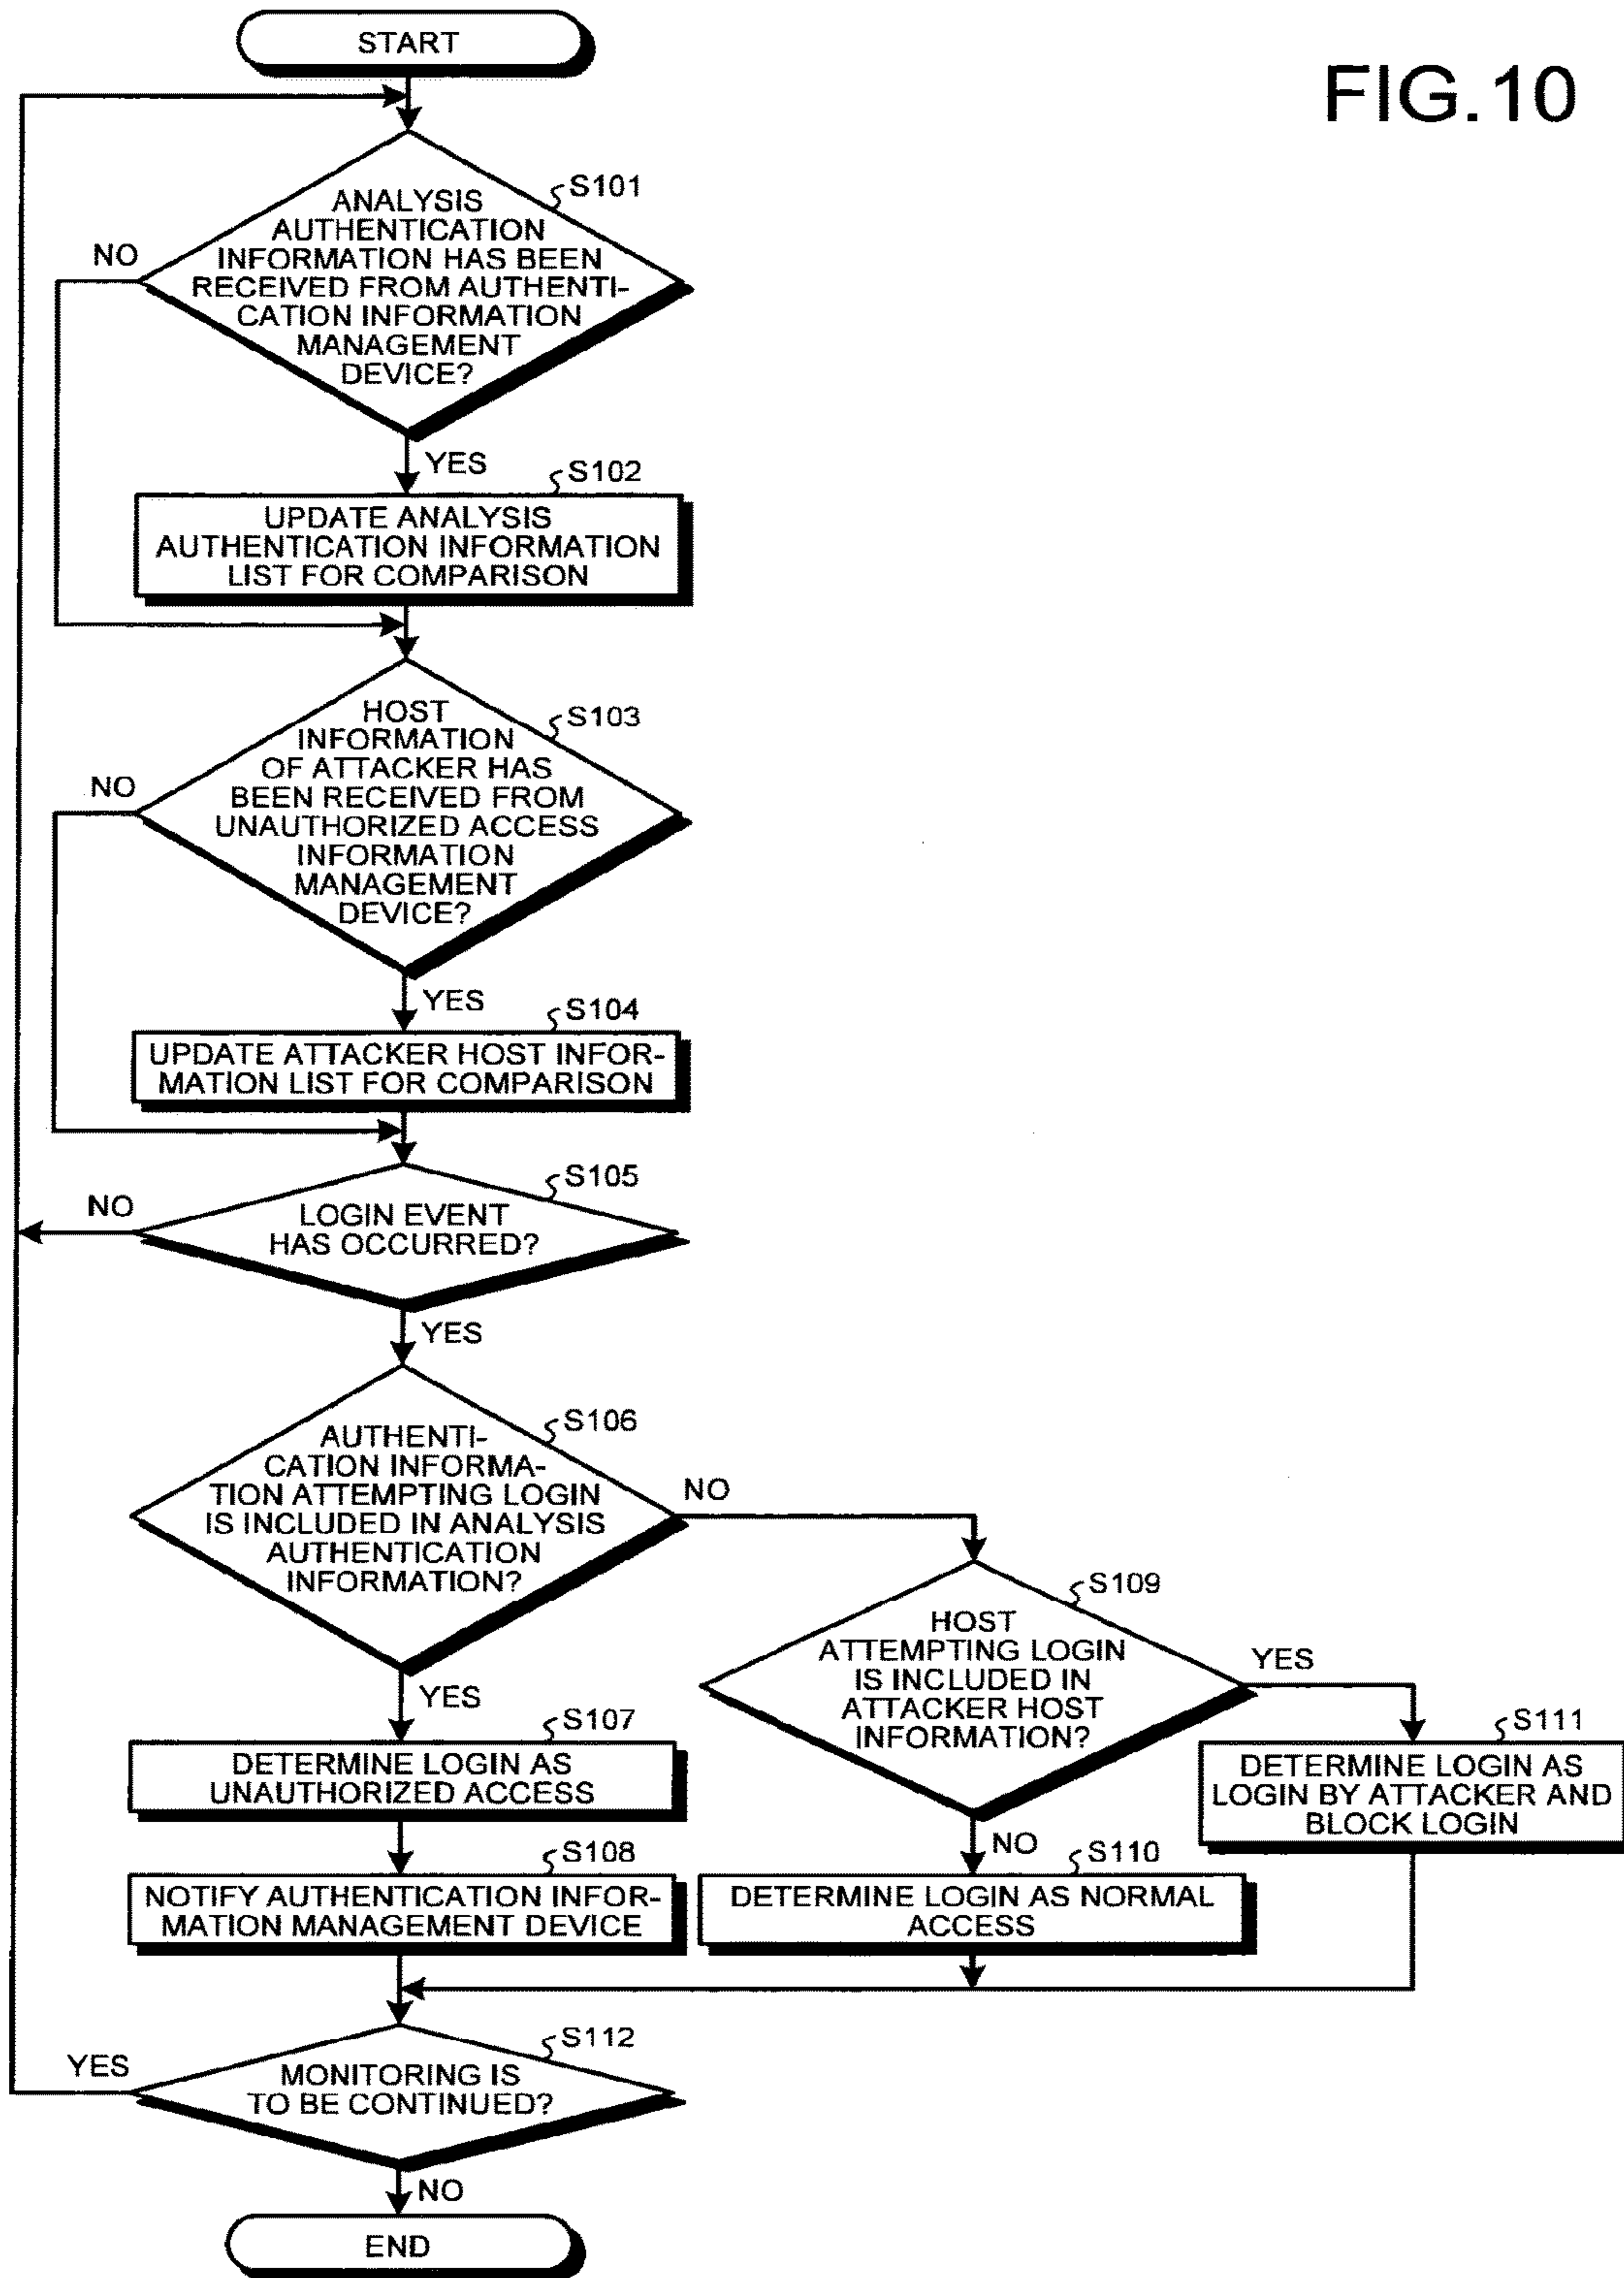 FIG.10
START
S101
ANALYSIS
AUTHENTICATION
INFORMATION HAS BEEN
RECEIVED FROM AUTHENTI-
CATION INFORMATION
MANAGEMENT
DEVICE?
NO
YES
S102
UPDATE ANALYSIS
AUTHENTICATION INFORMATION
LIST FOR COMPARISON
S103
HOST
INFORMATION
OF ATTACKER HAS
BEEN RECEIVED FROM
UNAUTHORIZED ACCESS
INFORMATION
MANAGEMENT
DEVICE?
NO
YES
S104
UPDATE ATTACKER HOST INFOR-
MATION LIST FOR COMPARISON
S105
LOGIN EVENT
HAS OCCURRED?
NO
YES
S106
AUTHENTI-
CATION INFORMA-
TION ATTEMPTING LOGIN
IS INCLUDED IN ANALYSIS
AUTHENTICATION
INFORMATION?
NO
YES
S107
DETERMINE LOGIN AS
UNAUTHORIZED ACCESS
S108
NOTIFY AUTHENTICATION INFOR-
MATION MANAGEMENT DEVICE
S109
HOST
ATTEMPTING LOGIN
IS INCLUDED IN
ATTACKER HOST
INFORMATION?
YES
NO
S110
DETERMINE LOGIN AS NORMAL
ACCESS
S111
DETERMINE LOGIN AS
LOGIN BY ATTACKER AND
BLOCK LOGIN
S112
MONITORING IS
TO BE CONTINUED?
YES
NO
END